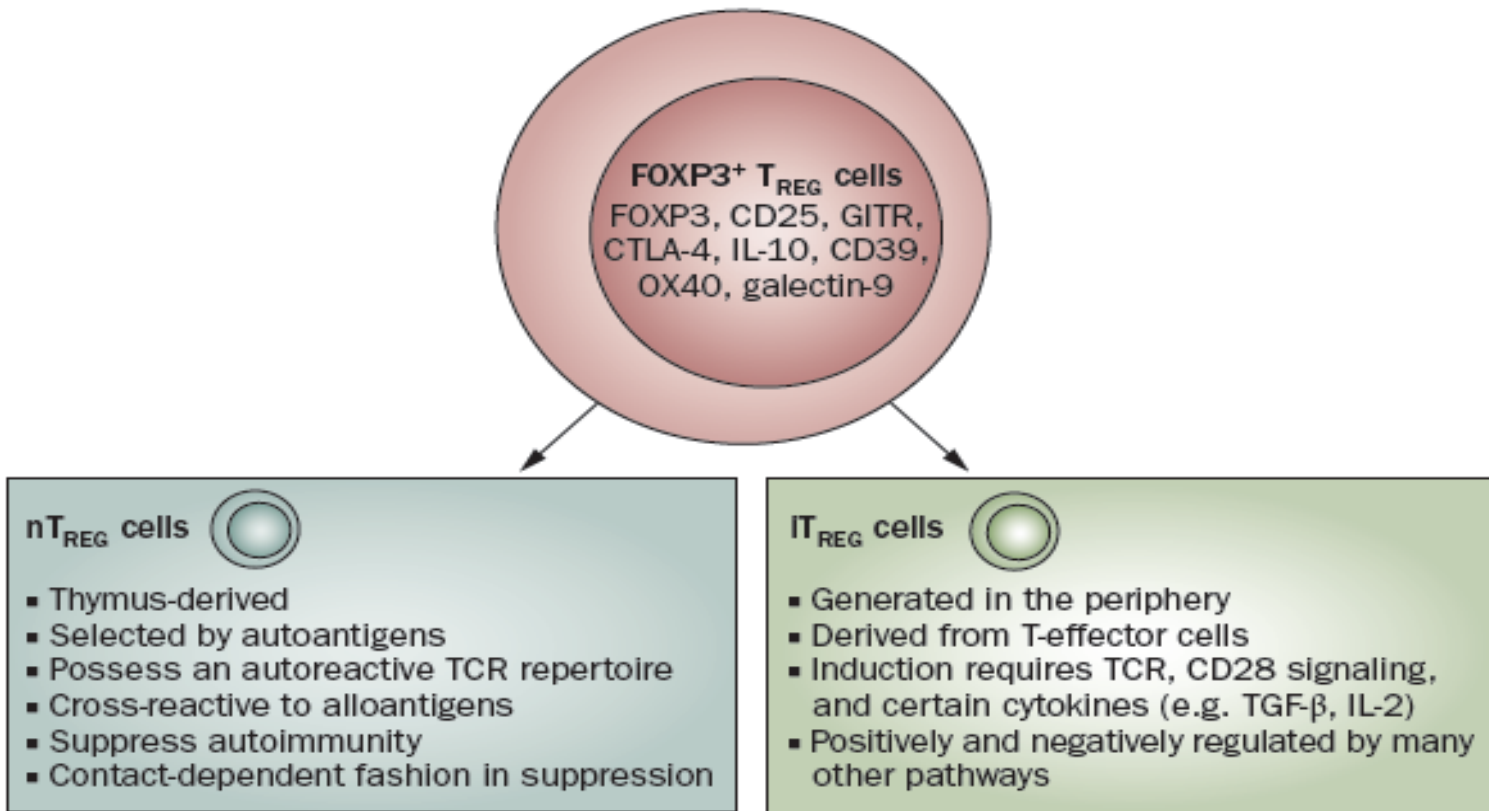 FOXP3⁺ T_REG cells
FOXP3, CD25, GITR,
CTLA-4, IL-10, CD39,
OX40, galectin-9
nT_REG cells
▪ Thymus-derived
▪ Selected by autoantigens
▪ Possess an autoreactive TCR repertoire
▪ Cross-reactive to alloantigens
▪ Suppress autoimmunity
▪ Contact-dependent fashion in suppression
iT_REG cells
▪ Generated in the periphery
▪ Derived from T-effector cells
▪ Induction requires TCR, CD28 signaling,
and certain cytokines (e.g. TGF-β, IL-2)
▪ Positively and negatively regulated by many
other pathways